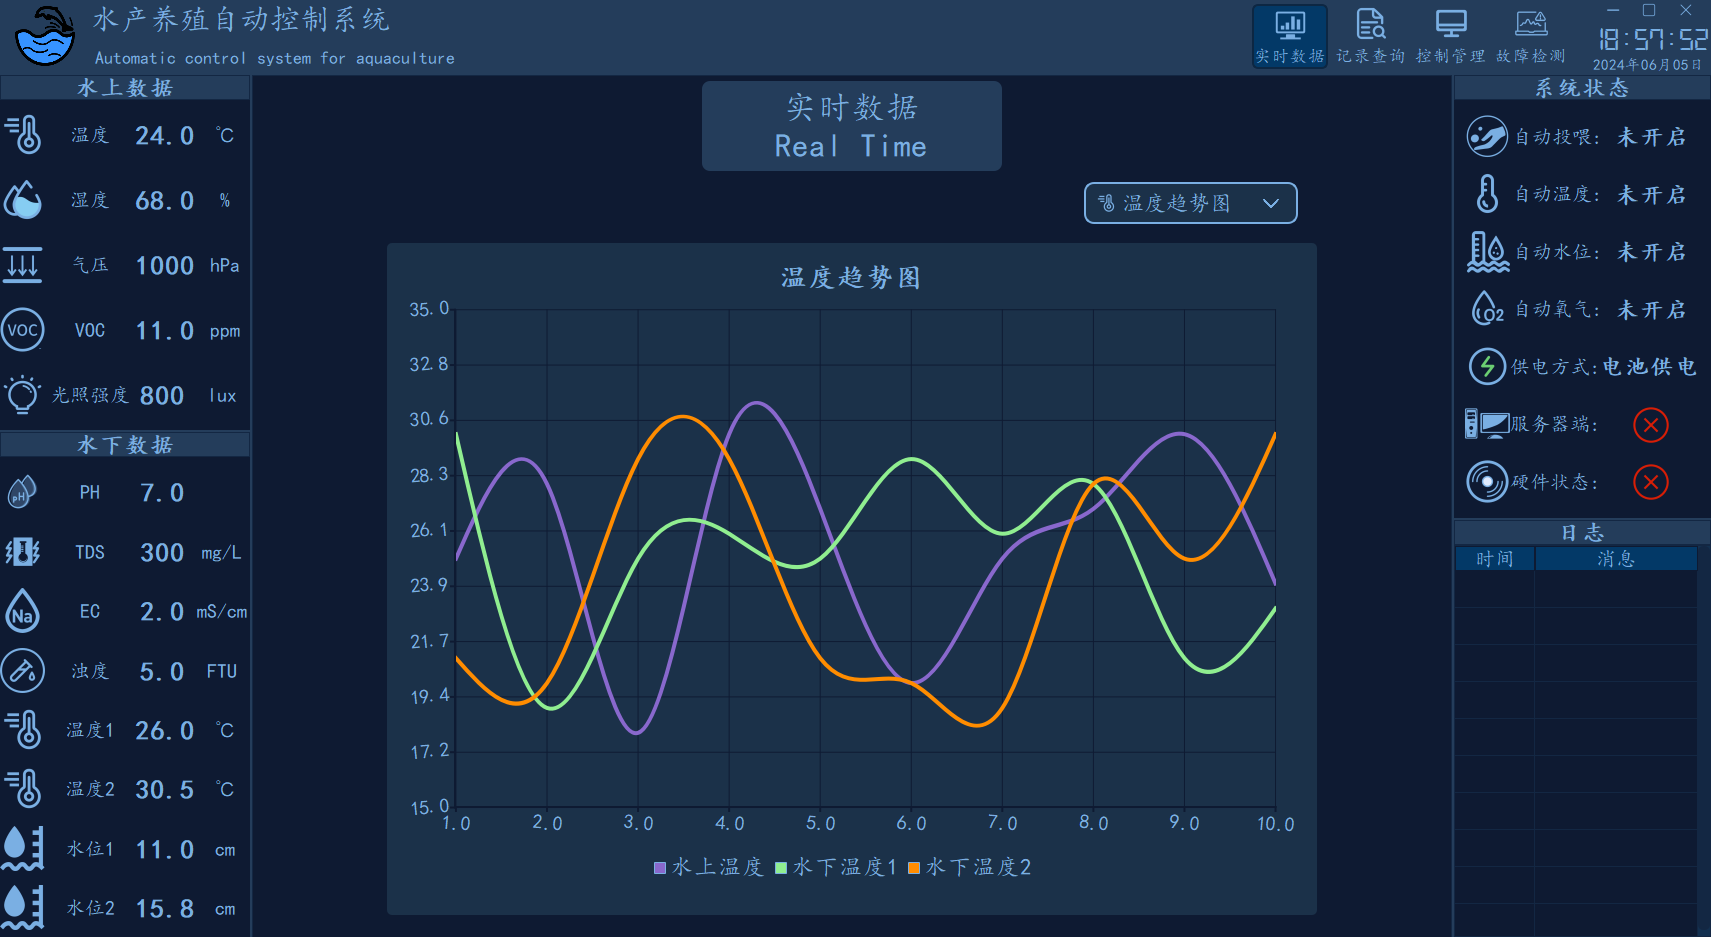 水产养殖自动控制系统
Automatic control system for aquaculture
实时数据 记录查询 控制管理 故障检测
18:57:52
2024年06月05日
水上数据
温度 24.0 ℃
湿度 68.0 %
气压 1000 hPa
VOC VOC 11.0 ppm
光照强度 800 lux
水下数据
pH PH 7.0
TDS 300 mg/L
Na EC 2.0 mS/cm
浊度 5.0 FTU
温度1 26.0 ℃
温度2 30.5 ℃
水位1 11.0 cm
水位2 15.8 cm
实时数据
Real Time
温度趋势图
温度趋势图
35.0
32.8
30.6
28.3
26.1
23.9
21.7
19.4
17.2
15.0
1.0 2.0 3.0 4.0 5.0 6.0 7.0 8.0 9.0 10.0
水上温度 水下温度1 水下温度2
系统状态
自动投喂: 未开启
自动温度: 未开启
自动水位: 未开启
O2 自动氧气: 未开启
供电方式: 电池供电
服务器端:
硬件状态:
日志
时间 消息